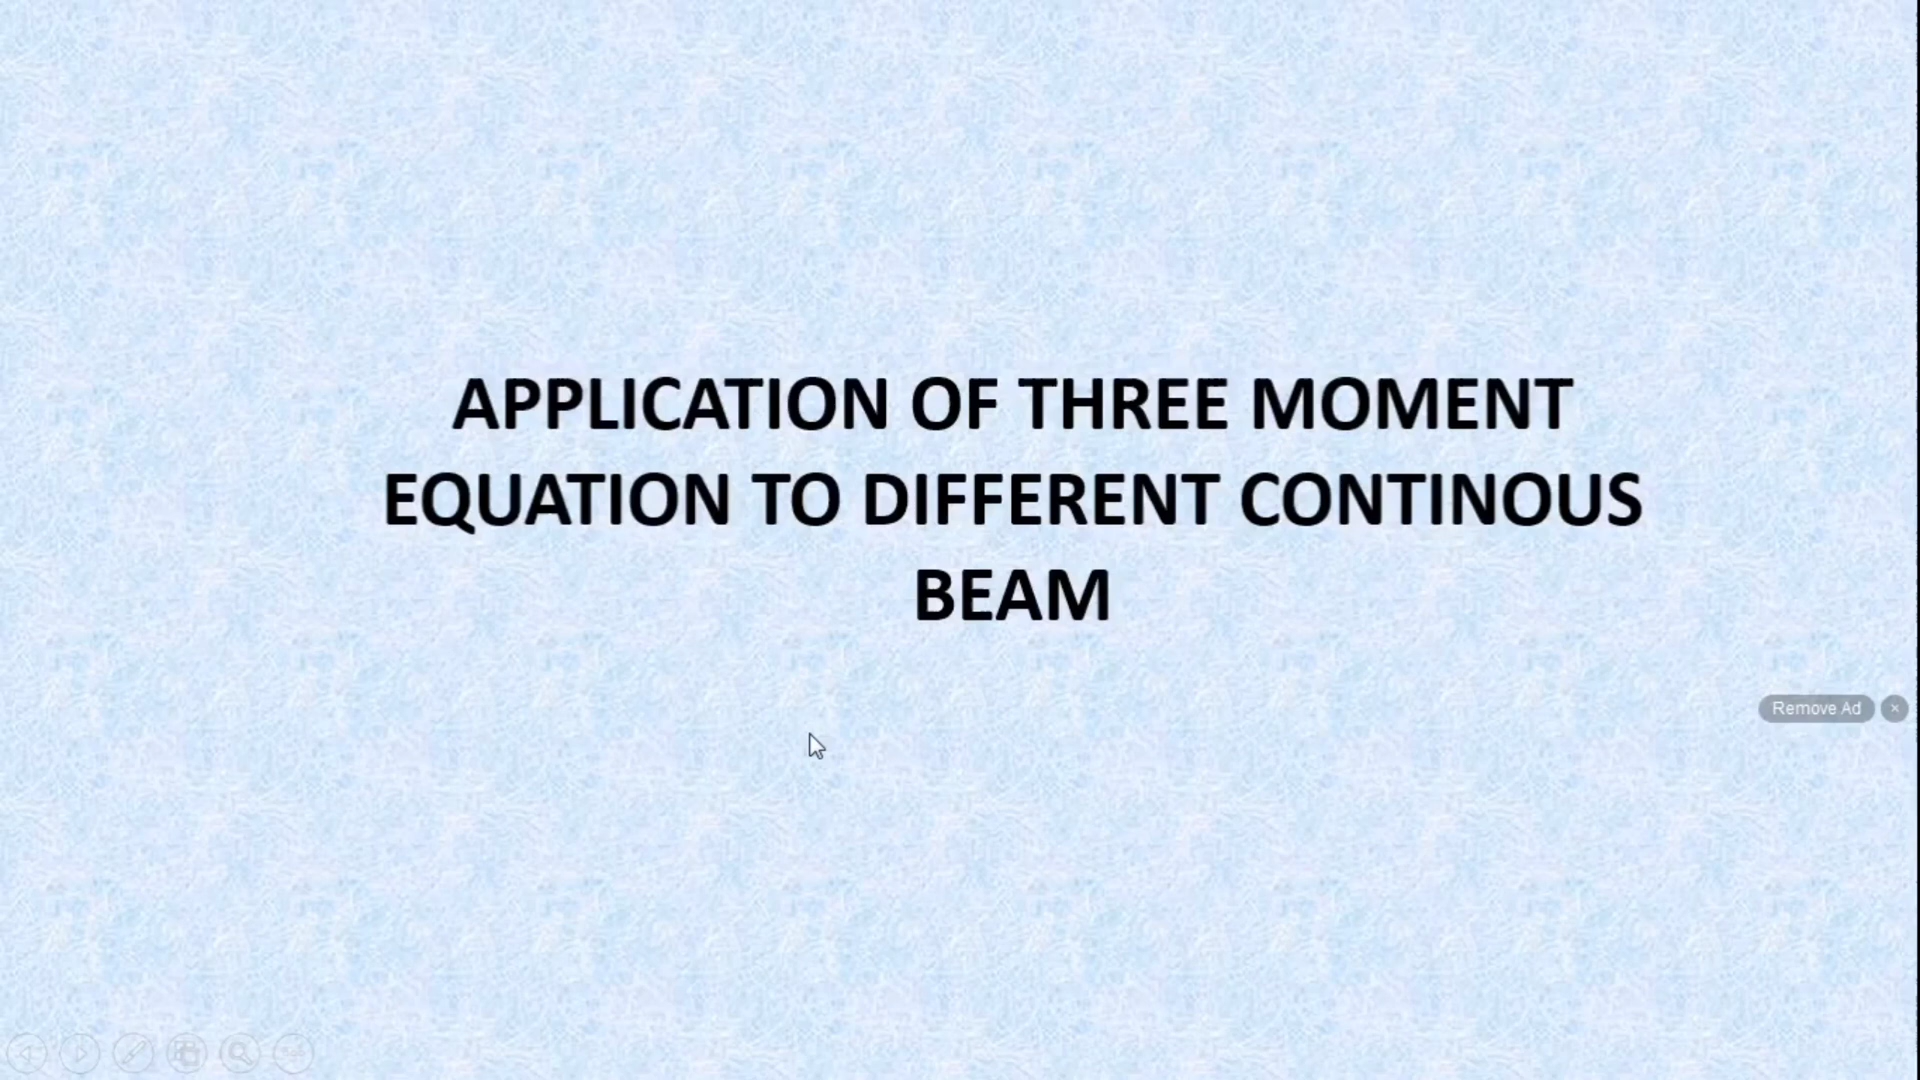 APPLICATION OF THREE MOMENT
EQUATION TO DIFFERENT CONTINOUS
BEAM
Remove Ad